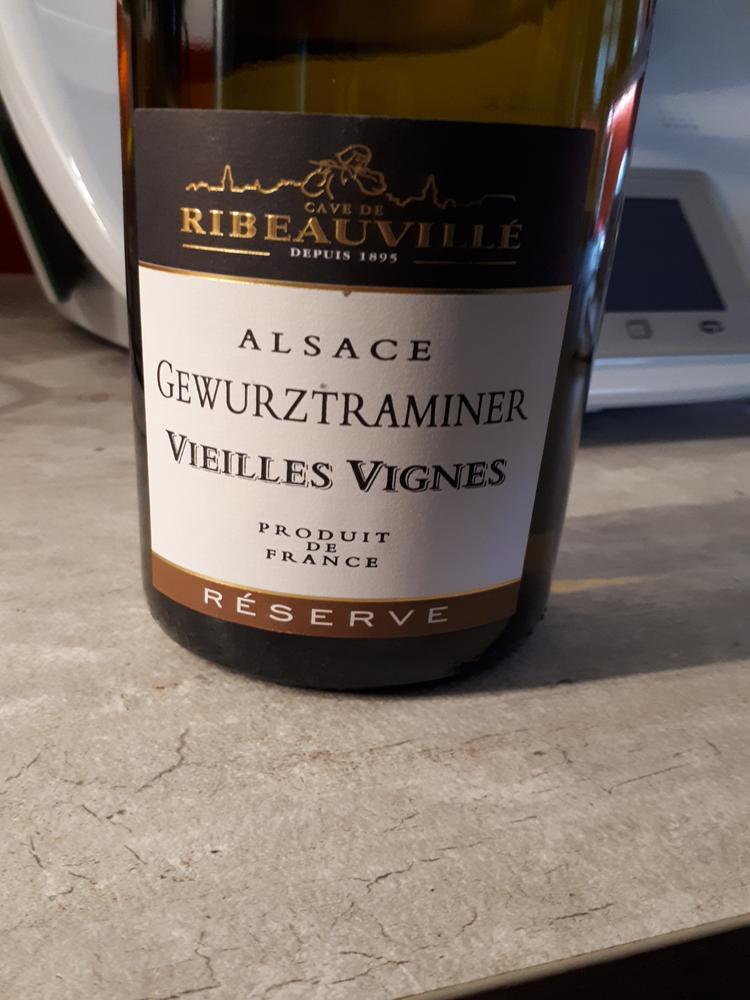 CAVE DE
RIBEAUVILLÉ
DEPUIS 1895
ALSACE
GEWURZTRAMINER
VIEILLES VIGNES
PRODUIT
DE
FRANCE
RÉSERVE